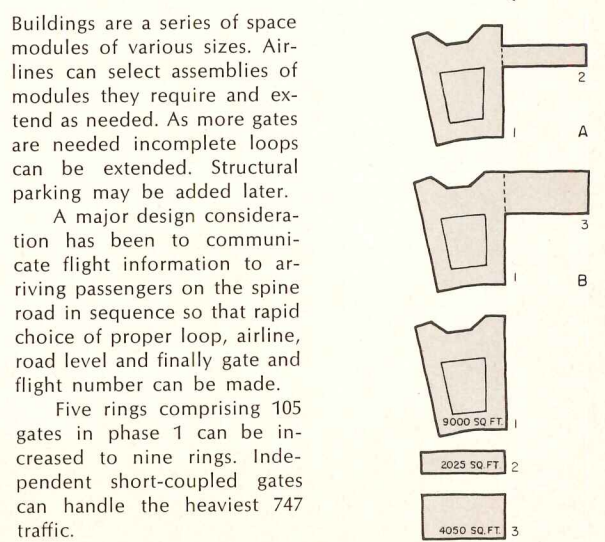 Buildings are a series of space
modules of various sizes. Air-
lines can select assemblies of
modules they require and ex-
tend as needed. As more gates
are needed incomplete loops
can be extended. Structural
parking may be added later.
A major design considera-
tion has been to communi-
cate flight information to ar-
riving passengers on the spine
road in sequence so that rapid
choice of proper loop, airline,
road level and finally gate and
flight number can be made.
Five rings comprising 105
gates in phase 1 can be in-
creased to nine rings. Inde-
pendent short-coupled gates
can handle the heaviest 747
traffic.
2
1 A
3
1 B
9000 SQ.FT. 1
2025 SQ.FT. 2
4050 SQ.FT. 3